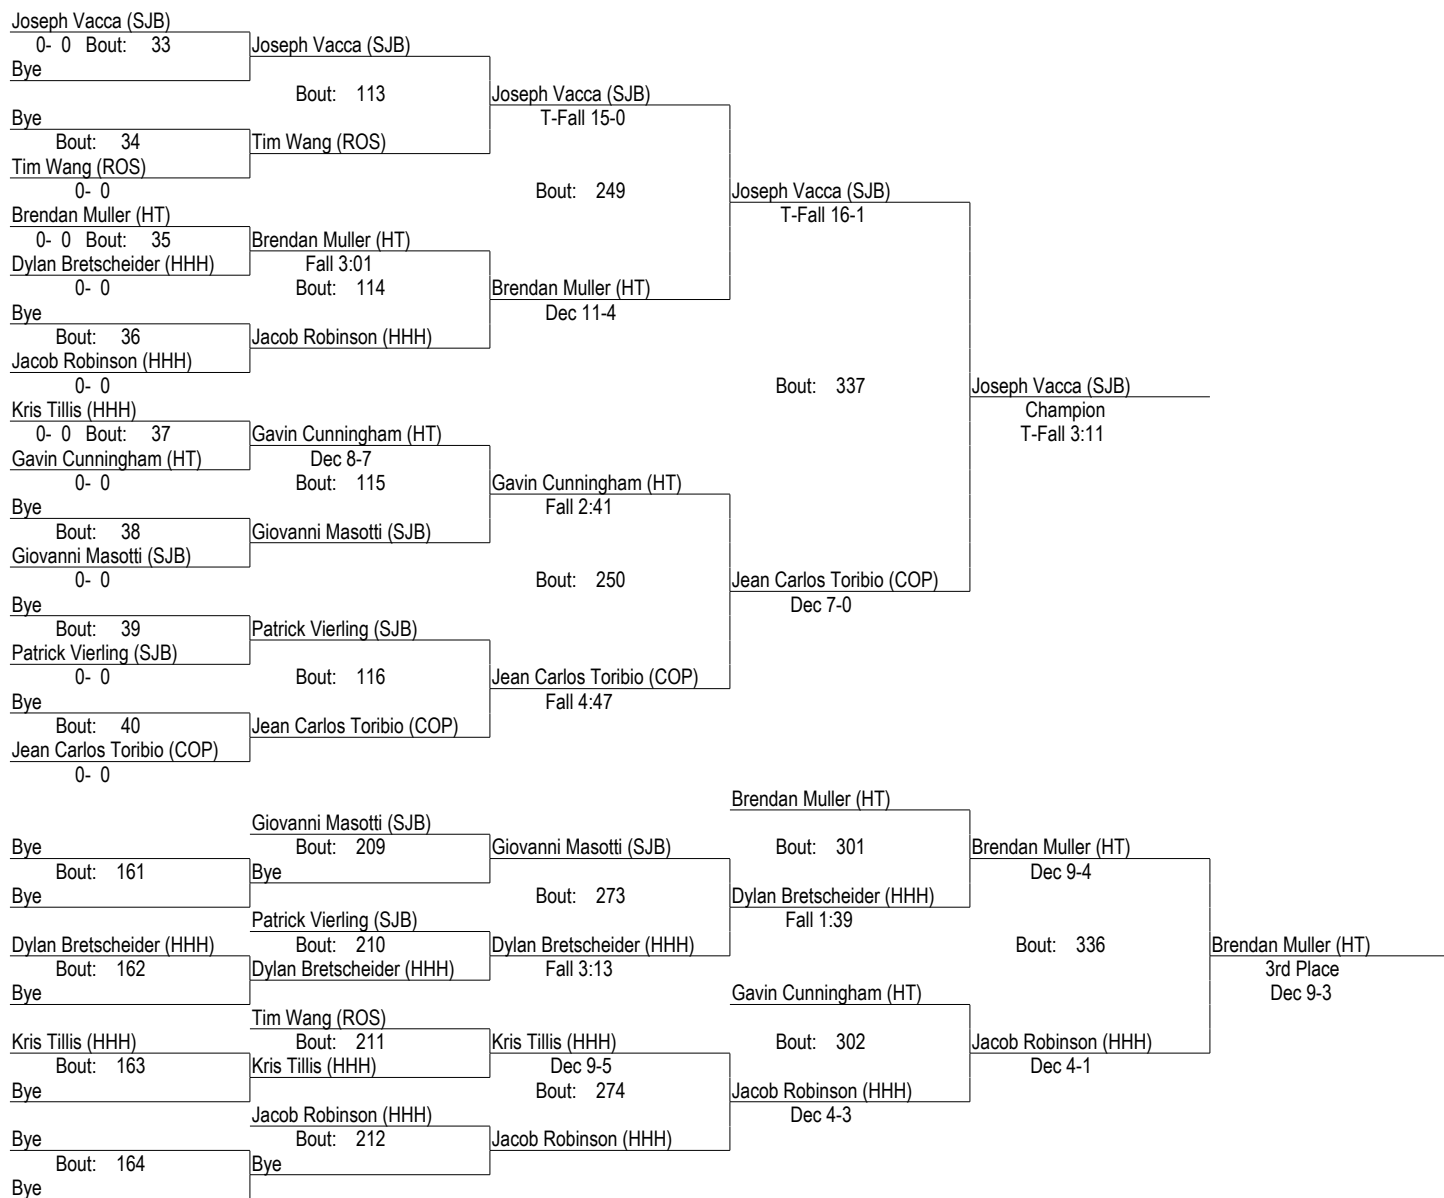 Joseph Vacca (SJB)
0- 0 Bout: 33
Joseph Vacca (SJB)
Bye
Bout: 113
Joseph Vacca (SJB)
Bye
T-Fall 15-0
Bout: 34
Tim Wang (ROS)
Tim Wang (ROS)
0- 0
Bout: 249
Joseph Vacca (SJB)
Brendan Muller (HT)
T-Fall 16-1
0- 0 Bout: 35
Brendan Muller (HT)
Dylan Bretscheider (HHH)
Fall 3:01
0- 0
Bout: 114
Brendan Muller (HT)
Bye
Dec 11-4
Bout: 36
Jacob Robinson (HHH)
Jacob Robinson (HHH)
0- 0
Bout: 337
Joseph Vacca (SJB)
Kris Tillis (HHH)
Champion
0- 0 Bout: 37
Gavin Cunningham (HT)
T-Fall 3:11
Gavin Cunningham (HT)
Dec 8-7
0- 0
Bout: 115
Gavin Cunningham (HT)
Bye
Fall 2:41
Bout: 38
Giovanni Masotti (SJB)
Giovanni Masotti (SJB)
0- 0
Bout: 250
Jean Carlos Toribio (COP)
Bye
Dec 7-0
Bout: 39
Patrick Vierling (SJB)
Patrick Vierling (SJB)
0- 0
Bout: 116
Jean Carlos Toribio (COP)
Bye
Fall 4:47
Bout: 40
Jean Carlos Toribio (COP)
Jean Carlos Toribio (COP)
0- 0
Brendan Muller (HT)
Giovanni Masotti (SJB)
Bye
Bout: 209
Giovanni Masotti (SJB)
Bout: 301
Brendan Muller (HT)
Bout: 161
Bye
Dec 9-4
Bye
Bout: 273
Dylan Bretscheider (HHH)
Patrick Vierling (SJB)
Fall 1:39
Dylan Bretscheider (HHH)
Bout: 210
Dylan Bretscheider (HHH)
Bout: 336
Brendan Muller (HT)
Bout: 162
Dylan Bretscheider (HHH)
Fall 3:13
3rd Place
Bye
Gavin Cunningham (HT)
Dec 9-3
Tim Wang (ROS)
Kris Tillis (HHH)
Bout: 211
Kris Tillis (HHH)
Bout: 302
Jacob Robinson (HHH)
Bout: 163
Kris Tillis (HHH)
Dec 9-5
Dec 4-1
Bye
Bout: 274
Jacob Robinson (HHH)
Jacob Robinson (HHH)
Dec 4-3
Bye
Bout: 212
Jacob Robinson (HHH)
Bout: 164
Bye
Bye